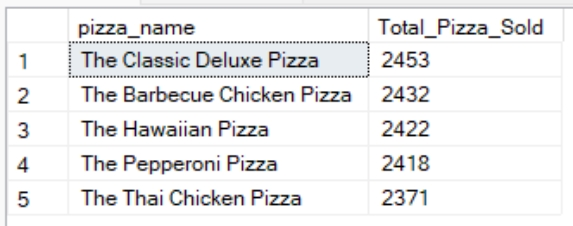 pizza_name Total_Pizza_Sold
1 The Classic Deluxe Pizza 2453
2 The Barbecue Chicken Pizza 2432
3 The Hawaiian Pizza 2422
4 The Pepperoni Pizza 2418
5 The Thai Chicken Pizza 2371